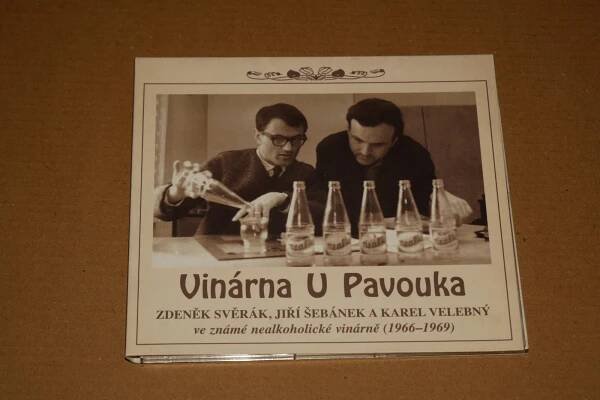 Vinárna U Pavouka
ZDENĚK SVĚRÁK, JIŘÍ ŠEBÁNEK A KAREL VELEBNÝ
ve známé nealkoholické vinárně (1966–1969)